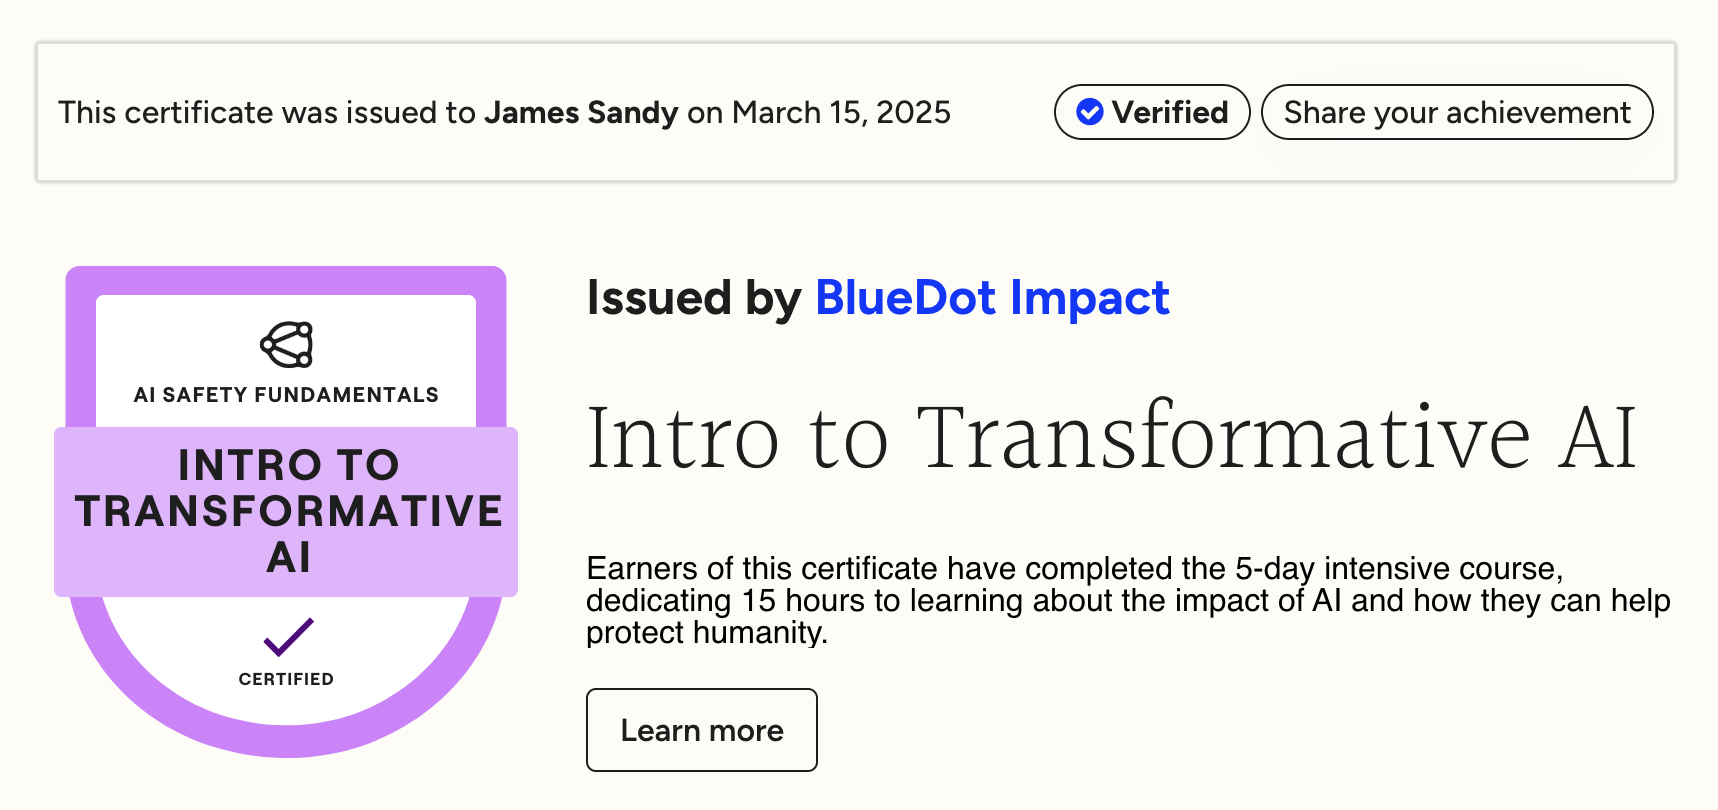 This certificate was issued to James Sandy on March 15, 2025
Verified
Share your achievement
AI SAFETY FUNDAMENTALS
INTRO TO
TRANSFORMATIVE
AI
CERTIFIED
Issued by BlueDot Impact
Intro to Transformative AI
Earners of this certificate have completed the 5-day intensive course,
dedicating 15 hours to learning about the impact of AI and how they can help
protect humanity.
Learn more